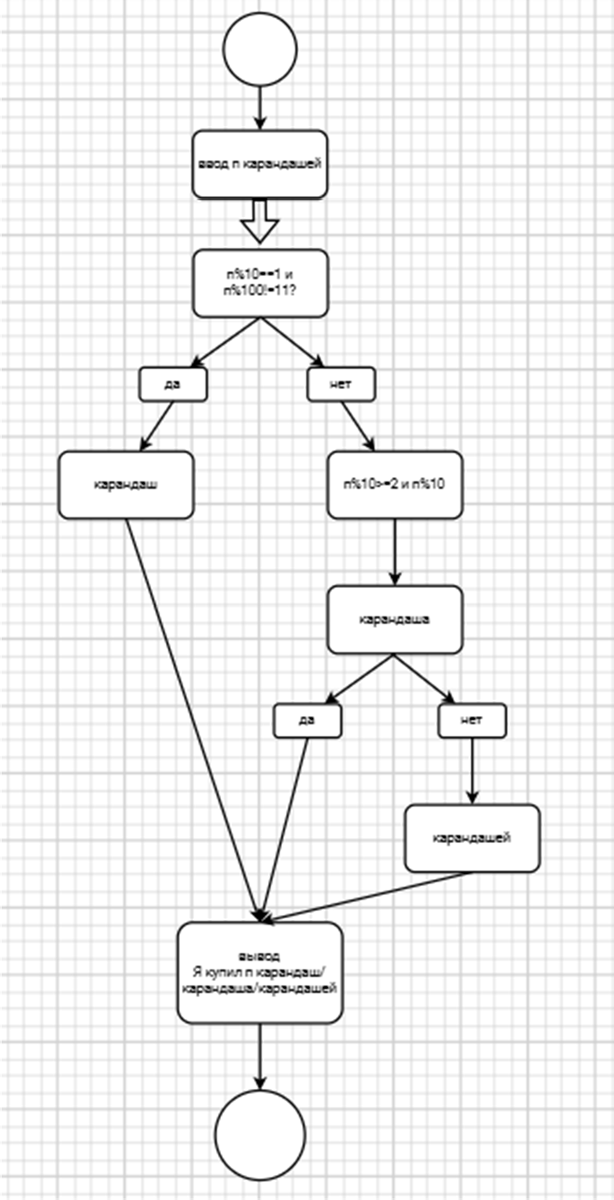 ввод n карандашей
n%10==1 и
n%100!=11?
да
нет
карандаш
n%10>=2 и n%10
карандаша
да
нет
карандашей
вывод
Я купил n карандаш/
карандаша/карандашей